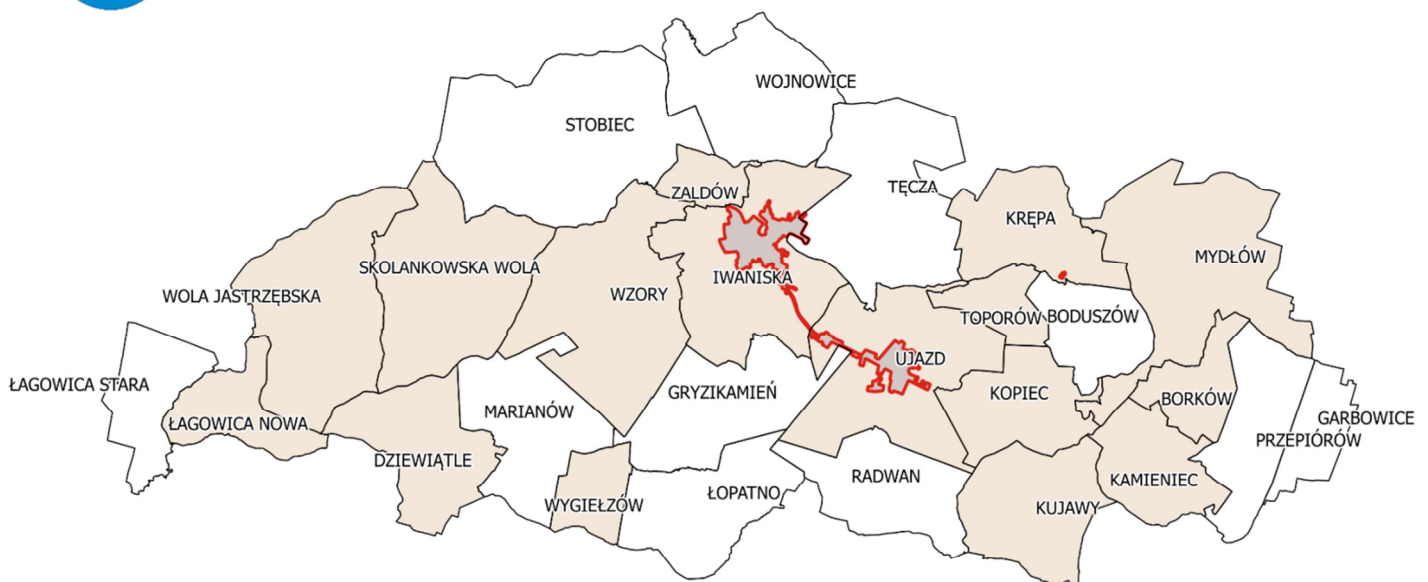 WOJNOWICE
STOBIEC
TĘCZA
ZALDÓW
KRĘPA
MYDŁÓW
SKOLANKOWSKA WOLA
IWANISKA
WOLA JASTRZĘBSKA
WZORY
TOPORÓW
BODUSZÓW
UJAZD
ŁAGOWICA STARA
GRYZIKAMIEŃ
KOPIEC
BORKÓW
MARIANÓW
GARBOWICE
ŁAGOWICA NOWA
PRZEPIÓRÓW
DZIEWIĄTLE
RADWAN
KAMIENIEC
ŁOPATNO
WYGIEŁZÓW
KUJAWY